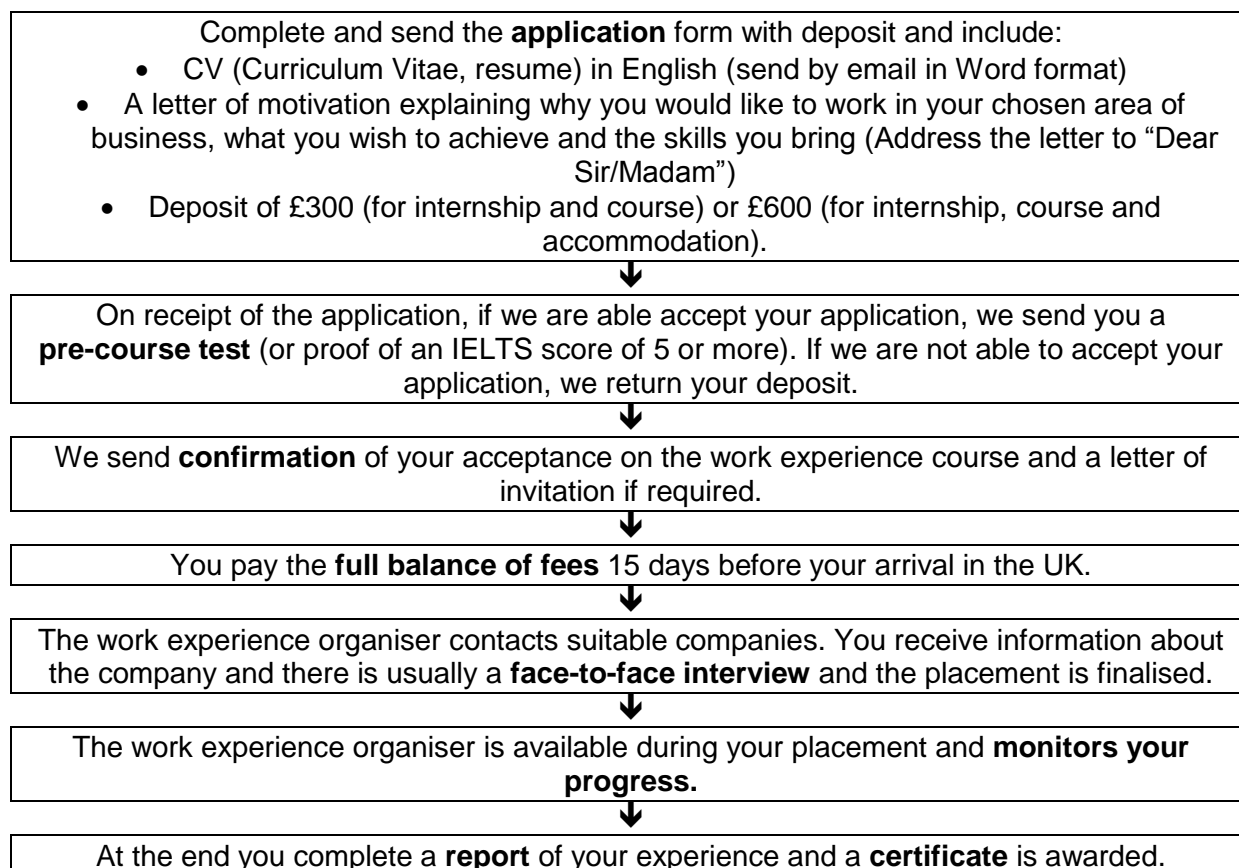 Complete and send the application form with deposit and include:
• CV (Curriculum Vitae, resume) in English (send by email in Word format)
• A letter of motivation explaining why you would like to work in your chosen area of
business, what you wish to achieve and the skills you bring (Address the letter to “Dear
Sir/Madam”)
• Deposit of £300 (for internship and course) or £600 (for internship, course and
accommodation).
On receipt of the application, if we are able accept your application, we send you a
pre-course test (or proof of an IELTS score of 5 or more). If we are not able to accept your
application, we return your deposit.
We send confirmation of your acceptance on the work experience course and a letter of
invitation if required.
You pay the full balance of fees 15 days before your arrival in the UK.
The work experience organiser contacts suitable companies. You receive information about
the company and there is usually a face-to-face interview and the placement is finalised.
The work experience organiser is available during your placement and monitors your
progress.
At the end you complete a report of your experience and a certificate is awarded.